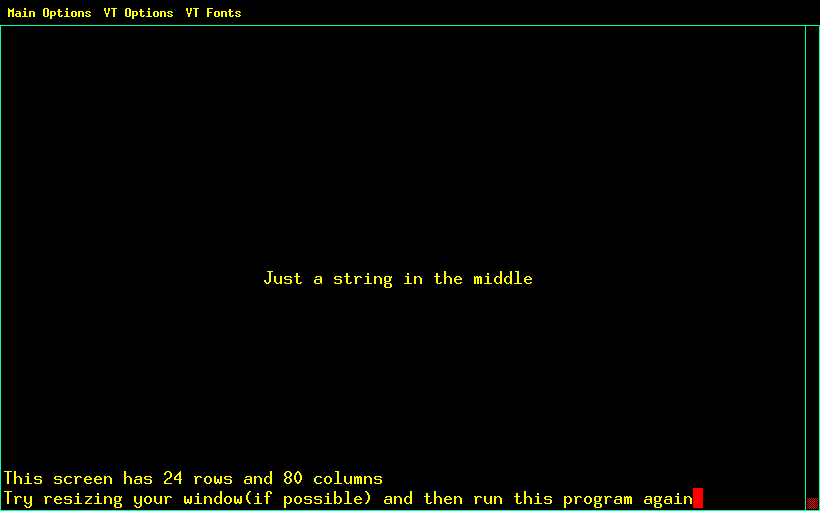 Main Options VT Options VT Fonts
Just a string in the middle
This screen has 24 rows and 80 columns
Try resizing your window(if possible) and then run this program again